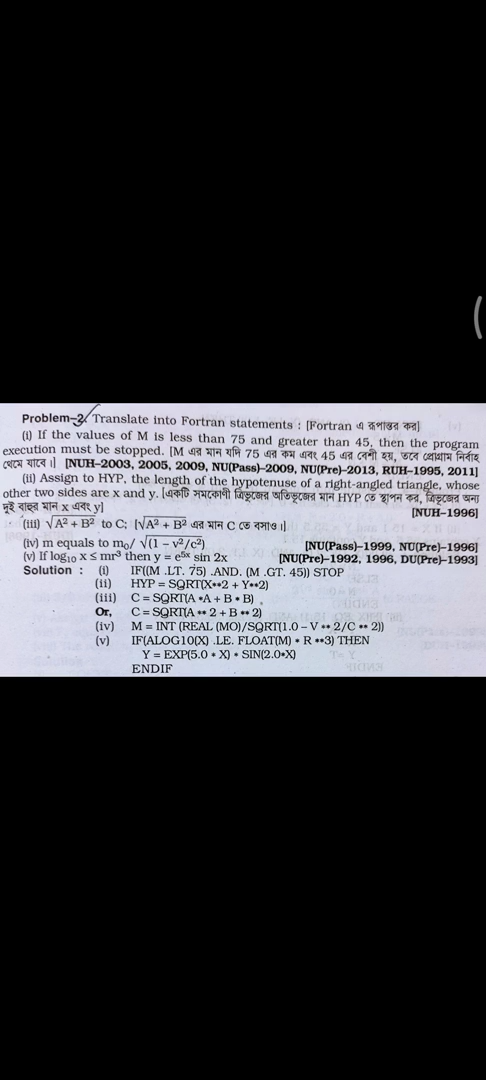 Problem–2. Translate into Fortran statements : [Fortran এ রূপান্তর কর]
(i) If the values of M is less than 75 and greater than 45, then the program
execution must be stopped. [M এর মান যদি 75 এর কম এবং 45 এর বেশী হয়, তবে প্রোগ্রাম নির্বাহ
থেমে যাবে।] [NUH–2003, 2005, 2009, NU(Pass)–2009, NU(Pre)–2013, RUH–1995, 2011]
(ii) Assign to HYP, the length of the hypotenuse of a right-angled triangle, whose
other two sides are x and y. [একটি সমকোণী ত্রিভুজের অতিভুজের মান HYP তে স্থাপন কর, ত্রিভুজের অন্য
দুই বাহুর মান x এবং y] [NUH–1996]
(iii) √A² + B² to C; [√A² + B² এর মান C তে বসাও।]
(iv) m equals to m₀/ √(1 – v²/c²) [NU(Pass)–1999, NU(Pre)–1996]
(v) If log₁₀ x ≤ mr³ then y = e⁵ˣ sin 2x [NU(Pre)–1992, 1996, DU(Pre)–1993]
Solution : (i) IF((M .LT. 75) .AND. (M .GT. 45)) STOP
(ii) HYP = SQRT(X**2 + Y**2)
(iii) C = SQRT(A *A + B * B)
Or, C = SQRT(A ** 2 + B ** 2)
(iv) M = INT (REAL (MO)/SQRT(1.0 – V ** 2/C ** 2))
(v) IF(ALOG10(X) .LE. FLOAT(M) * R **3) THEN
Y = EXP(5.0 * X) * SIN(2.0*X)
ENDIF